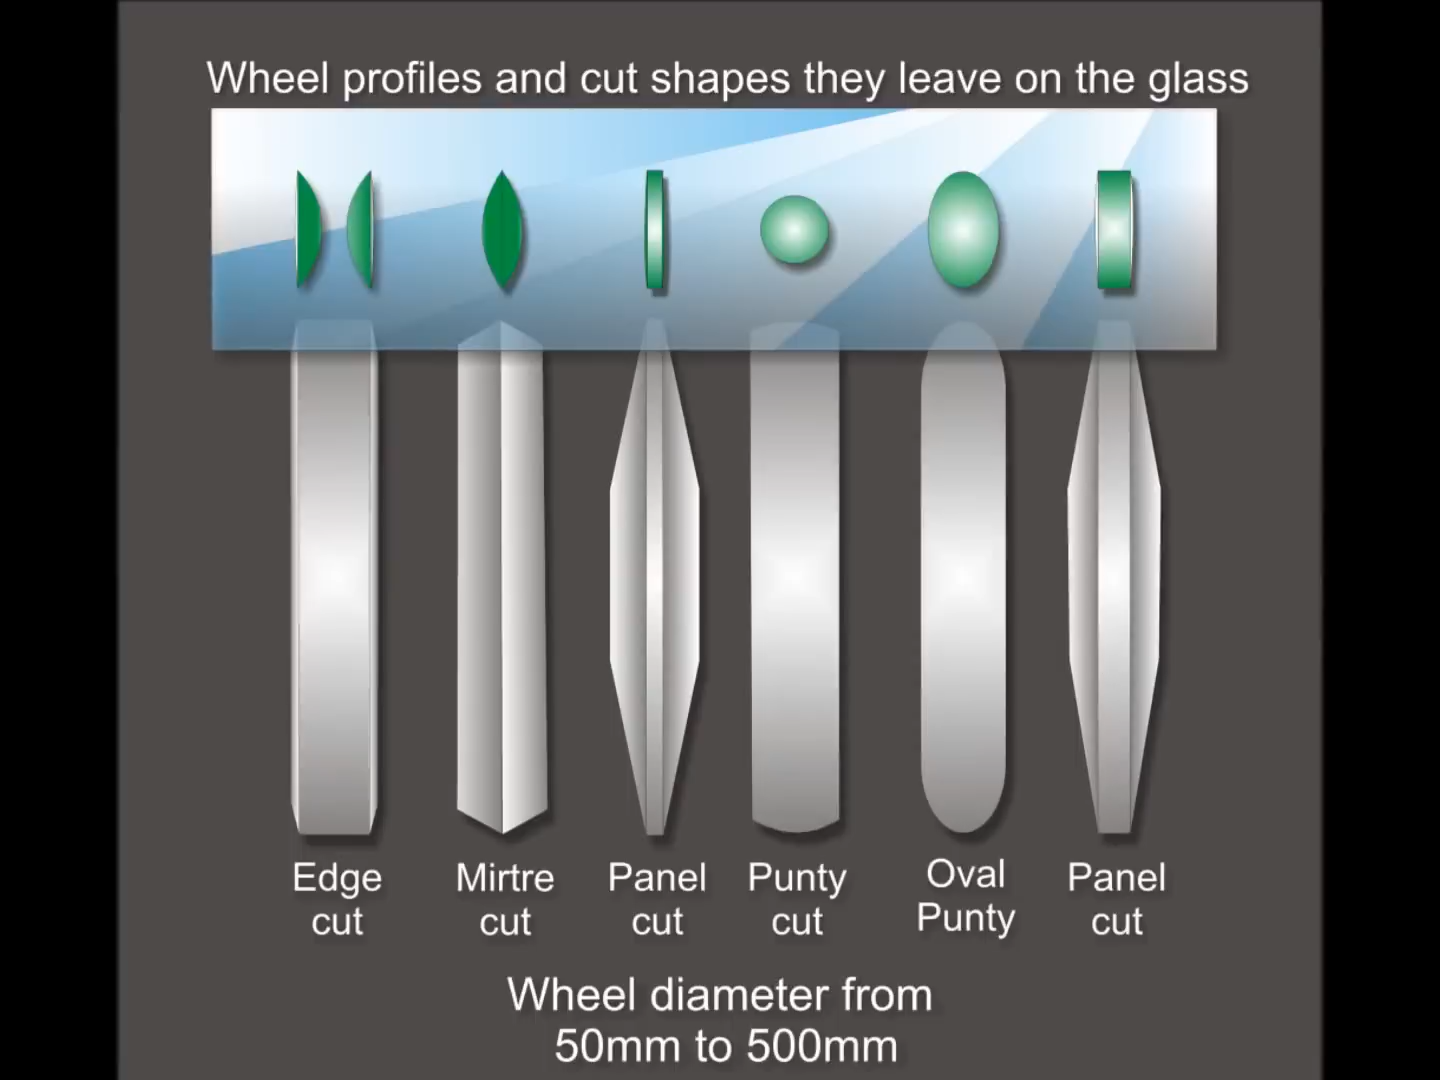 Wheel profiles and cut shapes they leave on the glass
Edge
cut
Mirtre
cut
Panel
cut
Punty
cut
Oval
Punty
Panel
cut
Wheel diameter from
50mm to 500mm